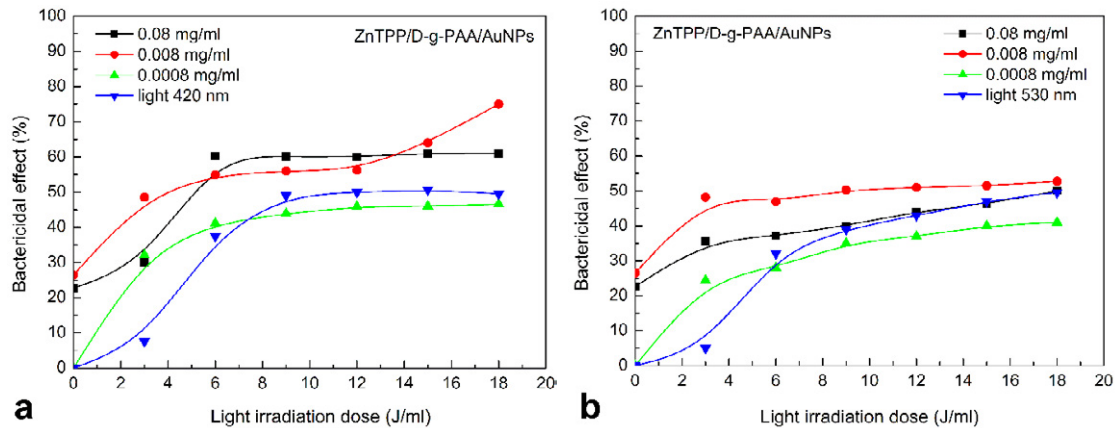 ZnTPP/D-g-PAA/AuNPs
0.08 mg/ml
0.008 mg/ml
0.0008 mg/ml
light 420 nm
Bactericidal effect (%)
100
90
80
70
60
50
40
30
20
10
0
0 2 4 6 8 10 12 14 16 18 20
Light irradiation dose (J/ml)
a
ZnTPP/D-g-PAA/AuNPs
0.08 mg/ml
0.008 mg/ml
0.0008 mg/ml
light 530 nm
Bactericidal effect (%)
100
90
80
70
60
50
40
30
20
10
0
0 2 4 6 8 10 12 14 16 18 20
Light irradiation dose (J/ml)
b